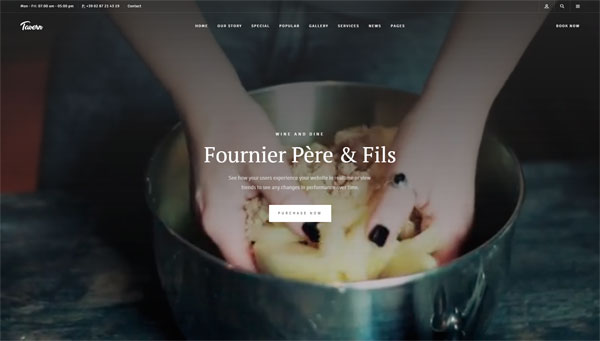 Mon - Fri: 07:00 am - 05:00 pm +39 02 87 21 43 19 Contact
Tavern HOME OUR STORY SPECIAL POPULAR GALLERY SERVICES NEWS PAGES BOOK NOW
WINE AND DINE
Fournier Père & Fils
See how your users experience your website in realtime or view
trends to see any changes in performance over time.
PURCHASE NOW